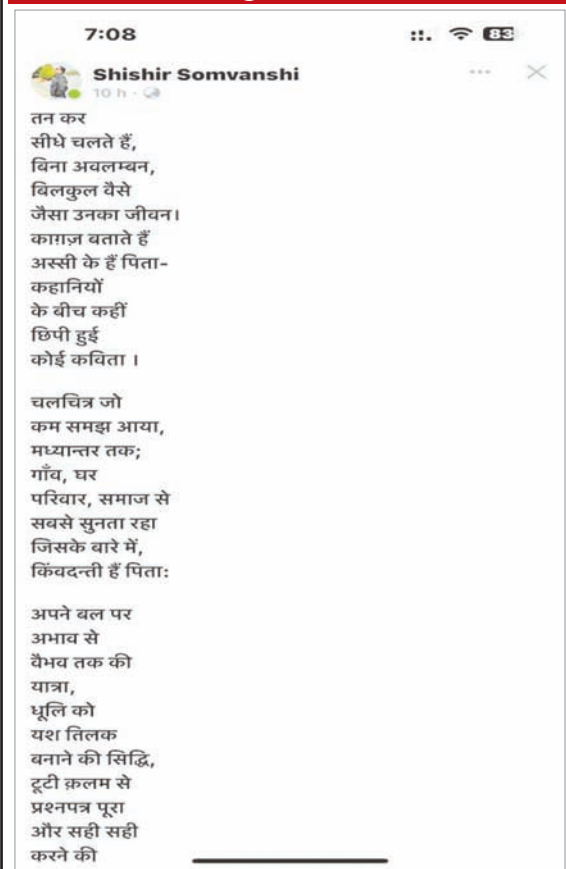 7:08
83
Shishir Somvanshi
10 h
तन कर
सीधे चलते हैं,
बिना अवलम्बन,
बिलकुल वैसे
जैसा उनका जीवन।
काग़ज़ बताते हैं
अस्सी के हैं पिता-
कहानियों
के बीच कहीं
छिपी हुई
कोई कविता ।
चलचित्र जो
कम समझ आया,
मध्यान्तर तक;
गाँव, घर
परिवार, समाज से
सबसे सुनता रहा
जिसके बारे में,
किंवदन्ती हैं पिताः
अपने बल पर
अभाव से
वैभव तक की
यात्रा,
धूलि को
यश तिलक
बनाने की सिद्धि,
टूटी क़लम से
प्रश्नपत्र पूरा
और सही सही
करने की